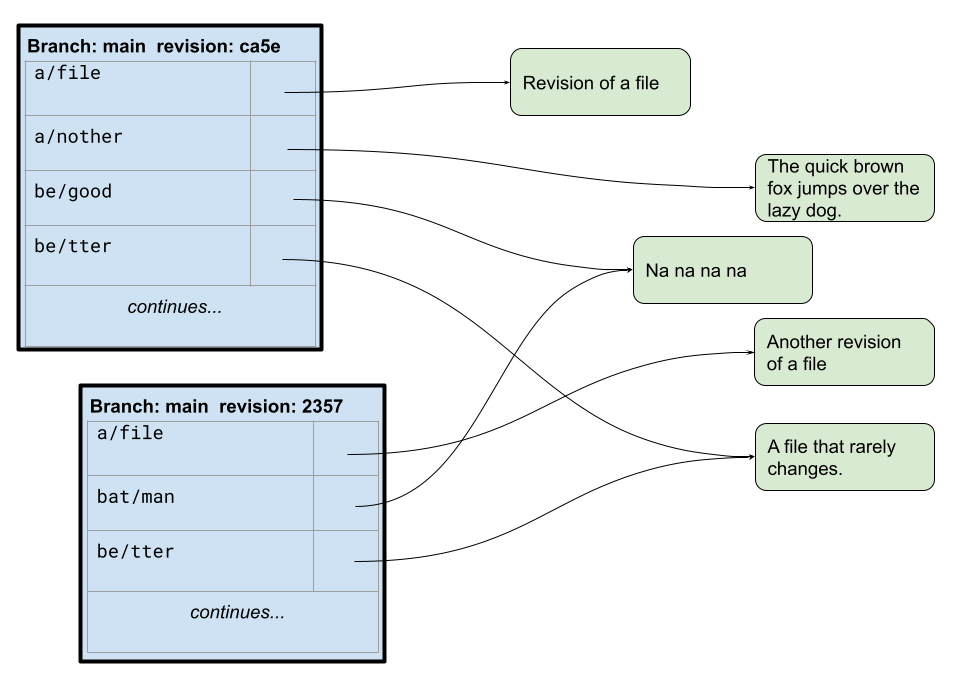 Branch: main  revision: ca5e
a/file
a/nother
be/good
be/tter
continues...
Revision of a file
The quick brown
fox jumps over the
lazy dog.
Na na na na
Another revision
of a file
A file that rarely
changes.
Branch: main  revision: 2357
a/file
bat/man
be/tter
continues...